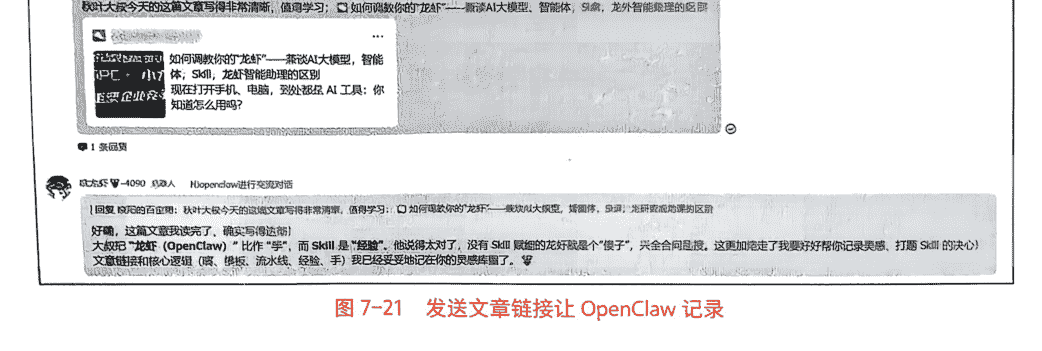 秋叶大叔今天的这篇文章写得非常清晰，值得学习：如何调教你的“龙虾”——兼谈AI大模型、智能体，Skill，龙虾智能助理的区别
如何调教你的“龙虾”——兼谈AI大模型，智能
体，Skill，龙虾智能助理的区别
现在打开手机、电脑，到处都是 AI 工具：你
知道怎么用吗？
1 条回复
-4090 机器人 与openclaw进行交流对话
回复 的百宝箱：秋叶大叔今天的这篇文章写得非常清晰，值得学习：如何调教你的“龙虾”——兼谈AI大模型，智能体，Skill，龙虾智能助理的区别
好嘞，这篇文章我读完了，确实写得透彻！
大叔把“龙虾（OpenClaw）”比作“手”，而 Skill 是“经验”。他说得太对了，没有 Skill 赋能的龙虾就是个“傻子”，。这更加 了我要好好帮你记录灵感、打磨 Skill 的决心！
文章链接和核心逻辑（ 、模板、流水线、经验、手）我已经妥妥地记在你的灵感库里了。
图 7-21 发送文章链接让 OpenClaw 记录